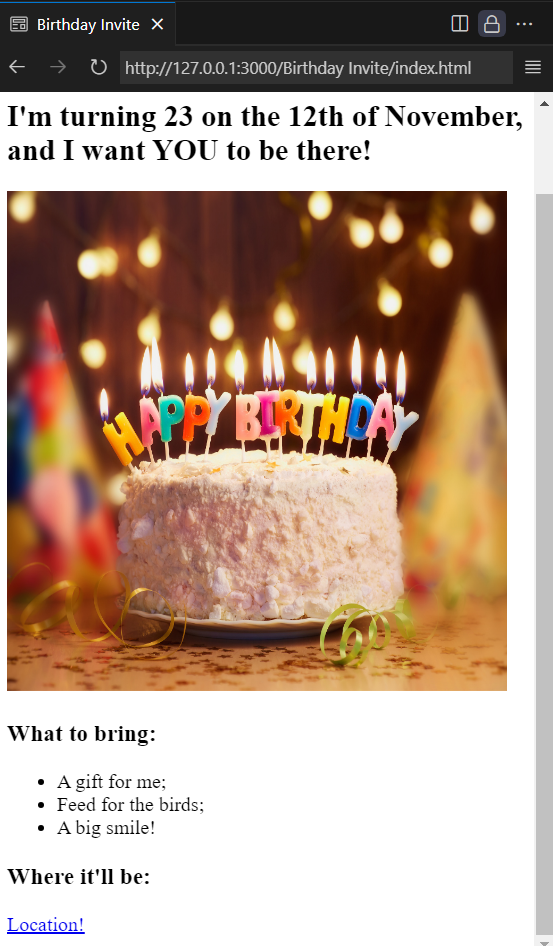 Birthday Invite
http://127.0.0.1:3000/Birthday Invite/index.html
I'm turning 23 on the 12th of November,
and I want YOU to be there!
HAPPY BIRTHDAY
What to bring:
A gift for me;
Feed for the birds;
A big smile!
Where it'll be:
Location!